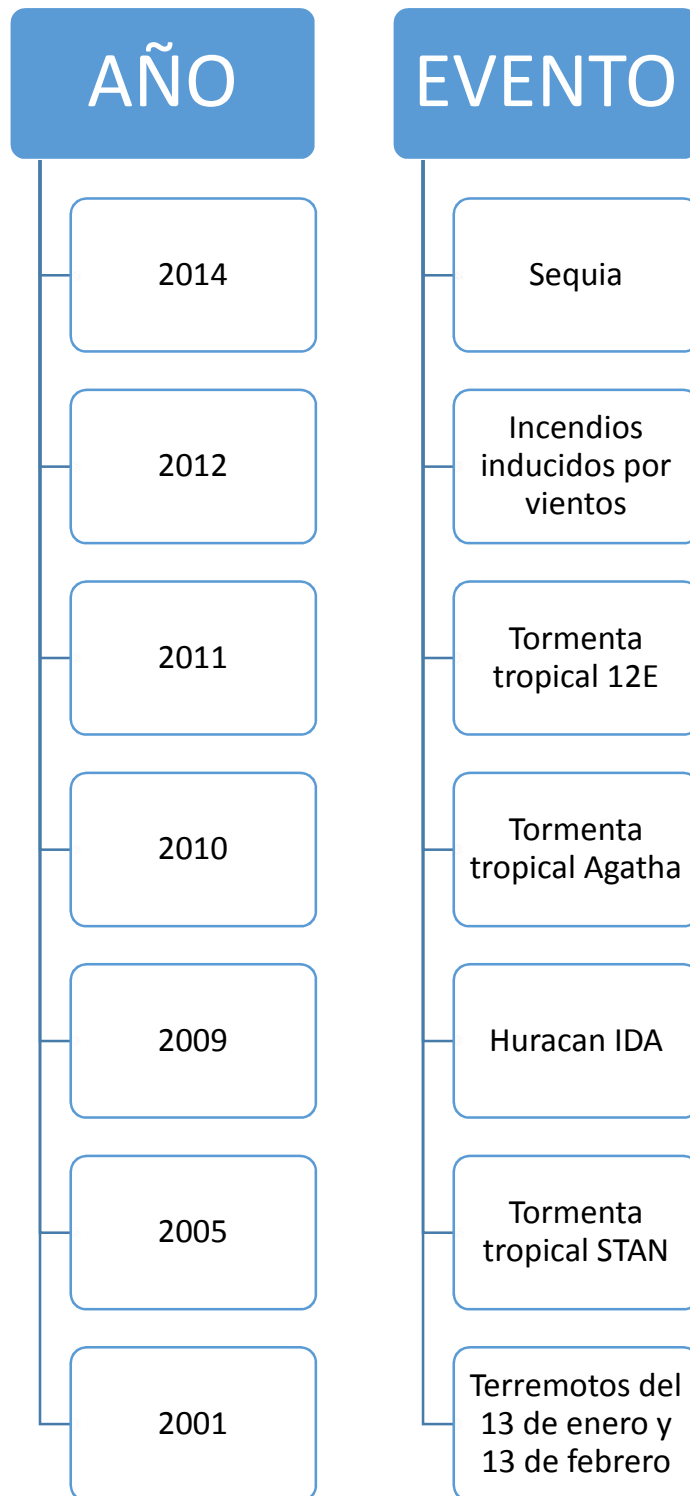 AÑO
EVENTO
2014
Sequia
2012
Incendios
inducidos por
vientos
2011
Tormenta
tropical 12E
2010
Tormenta
tropical Agatha
2009
Huracan IDA
2005
Tormenta
tropical STAN
2001
Terremotos del
13 de enero y
13 de febrero